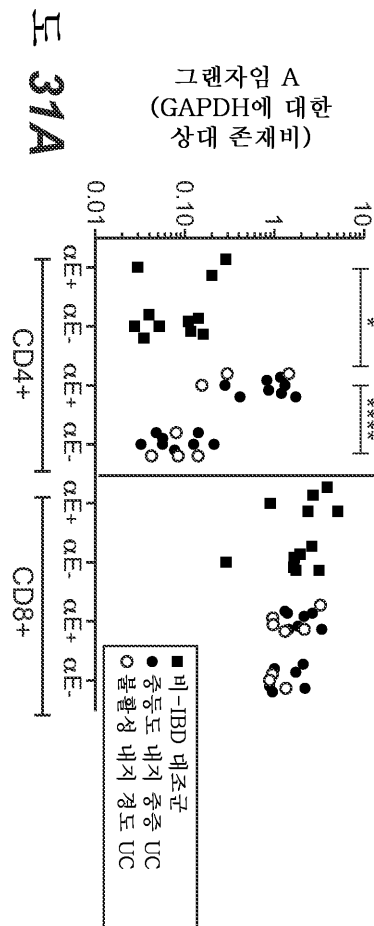 도 31A
그랜자임 A
(GAPDH에 대한
상대 존재비)
10
1
0.10
0.01
*
****
αE+
αE-
αE+
αE-
αE+
αE-
αE+
αE-
CD4+
CD8+
■ 비-IBD 대조군
● 중등도 내지 중증 UC
○ 불활성 내지 경도 UC